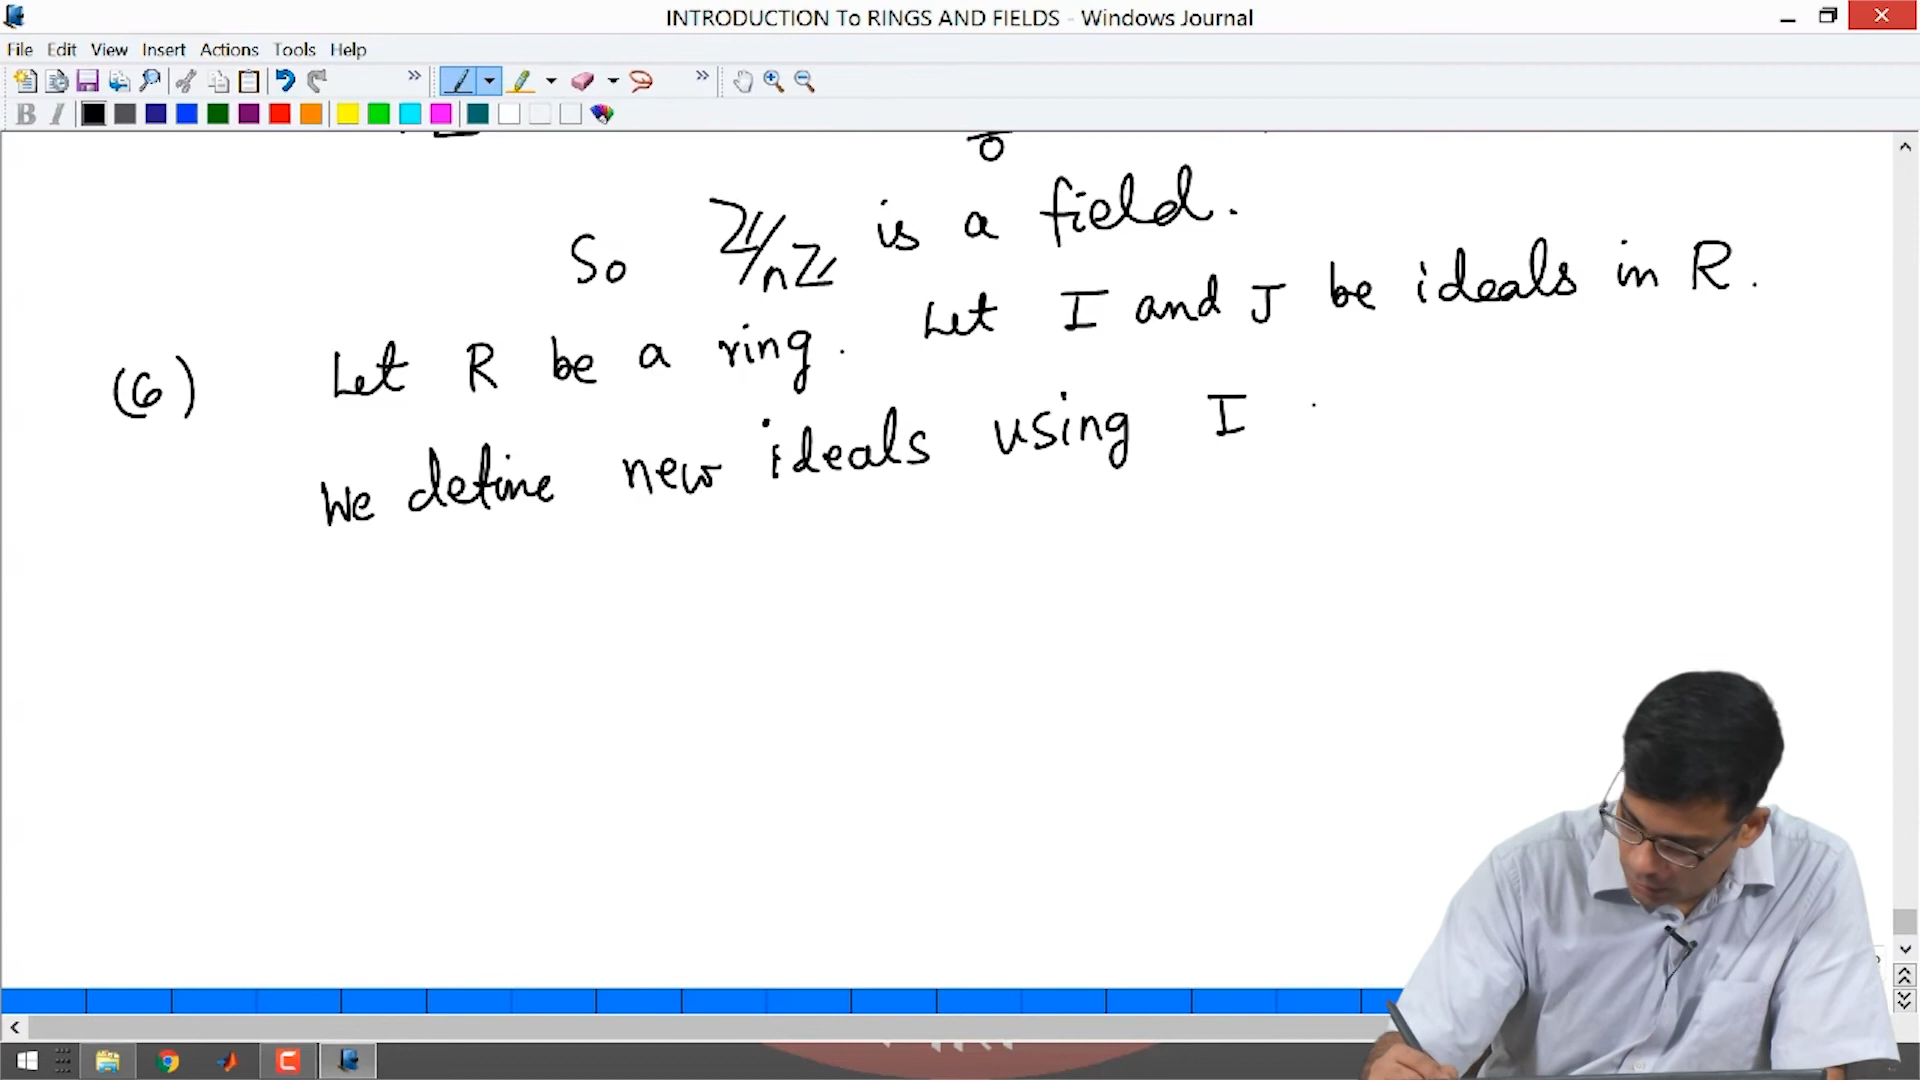 INTRODUCTION To RINGS AND FIELDS - Windows Journal
File Edit View Insert Actions Tools Help
B I
0
So ℤ/nℤ is a field.
(6) Let R be a ring. Let I and J be ideals in R.
We define new ideals using I